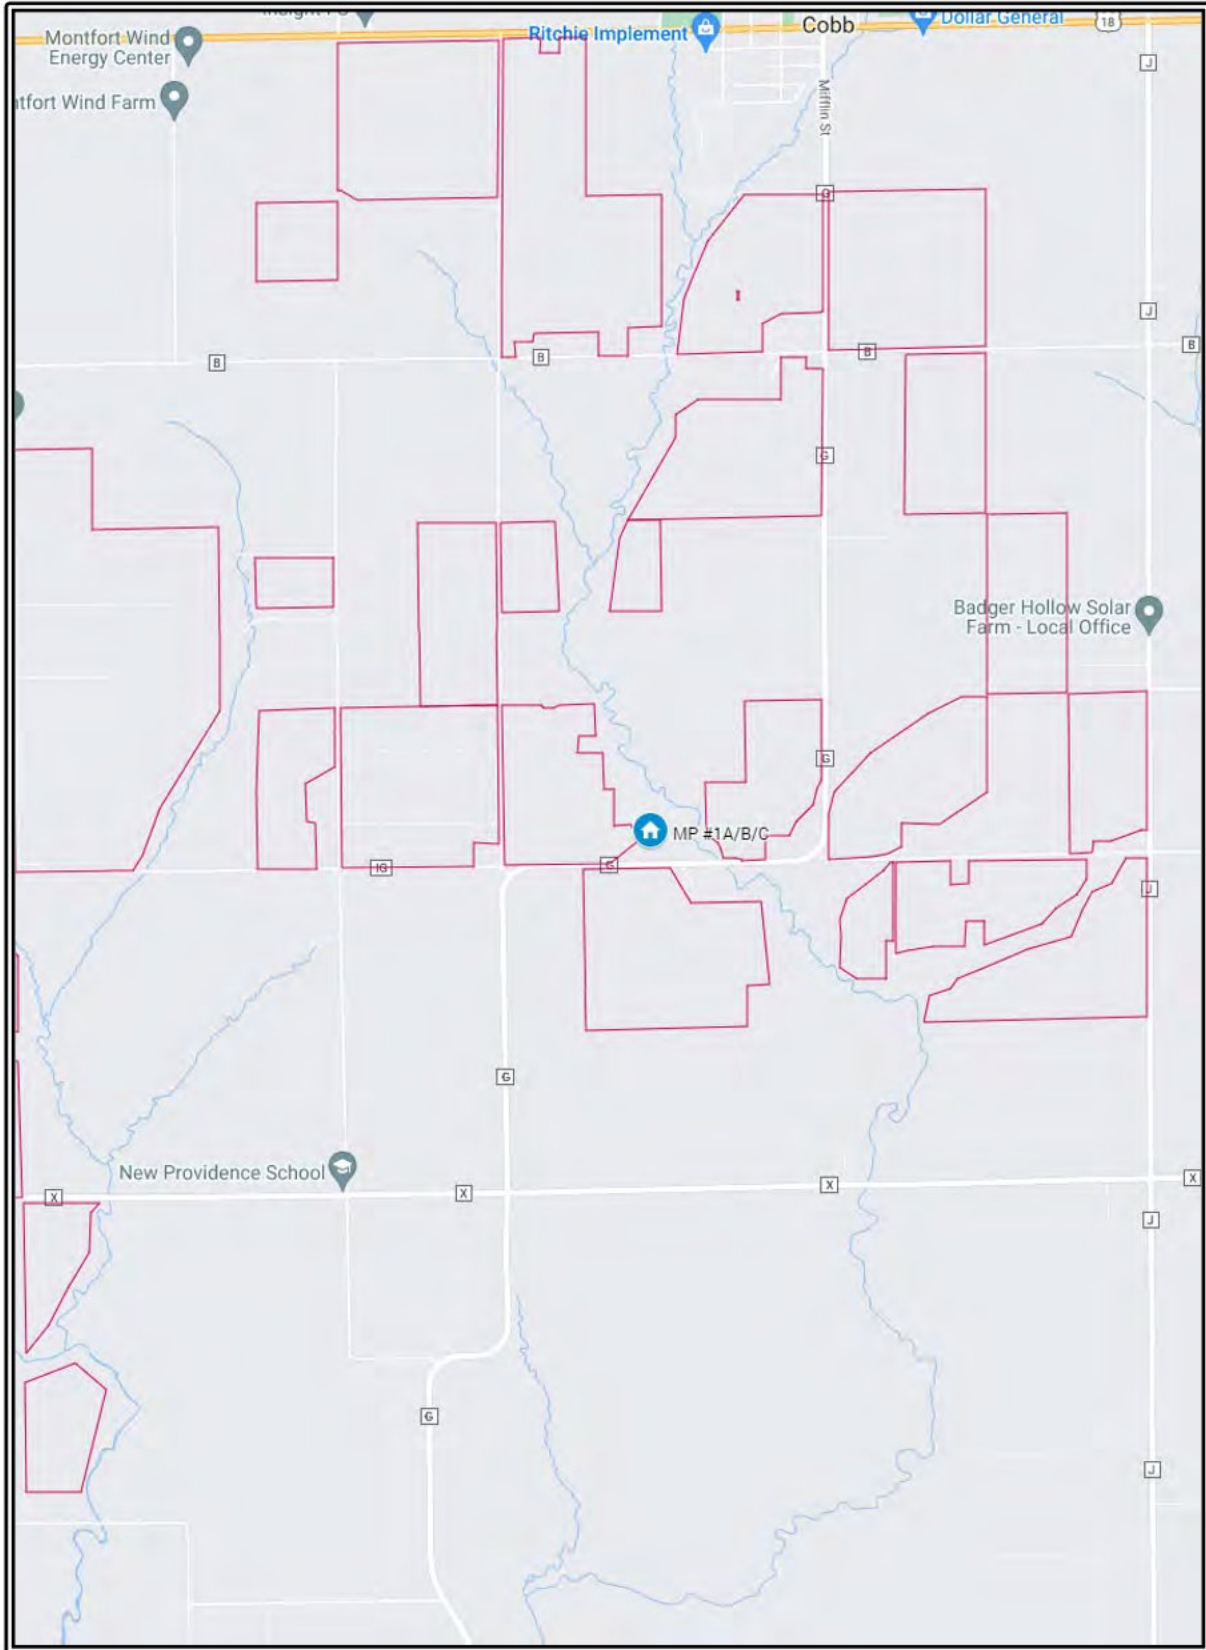 Montfort Wind
Energy Center
Ritchie Implement
Cobb
Dollar General
18
J
Wind Farm
Mifflin St
G
J
B
B
B
B
G
Badger Hollow Solar
Farm - Local Office
G
MP #1A/B/C
IG
G
J
G
New Providence School
X
X
X
X
J
G
J